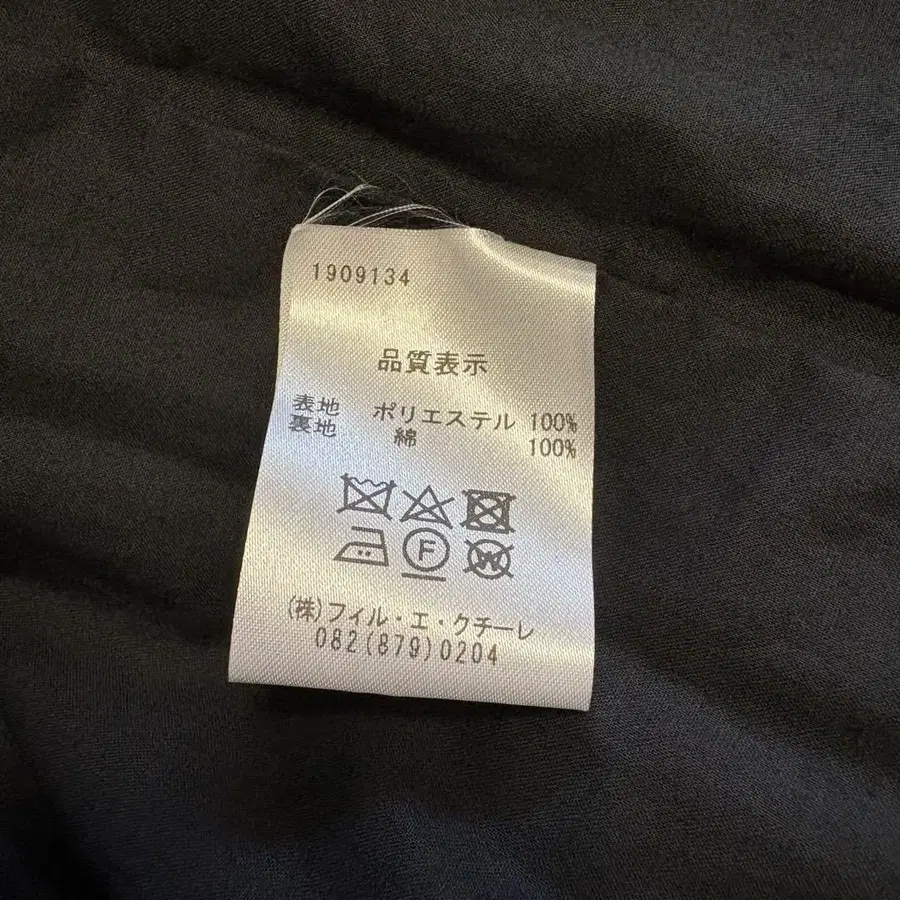 1909134
品質表示
表地 ポリエステル 100%
裏地 綿 100%
F
W
(株)フィル・エ・クチーレ
082(879)0204